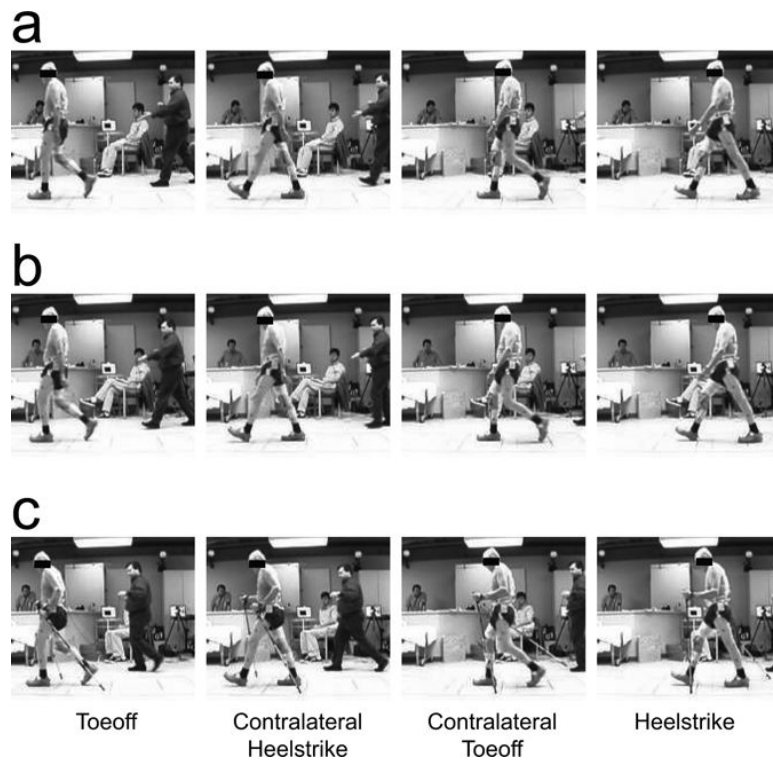 a
b
c
Toeoff
Contralateral
Heelstrike
Contralateral
Toeoff
Heelstrike